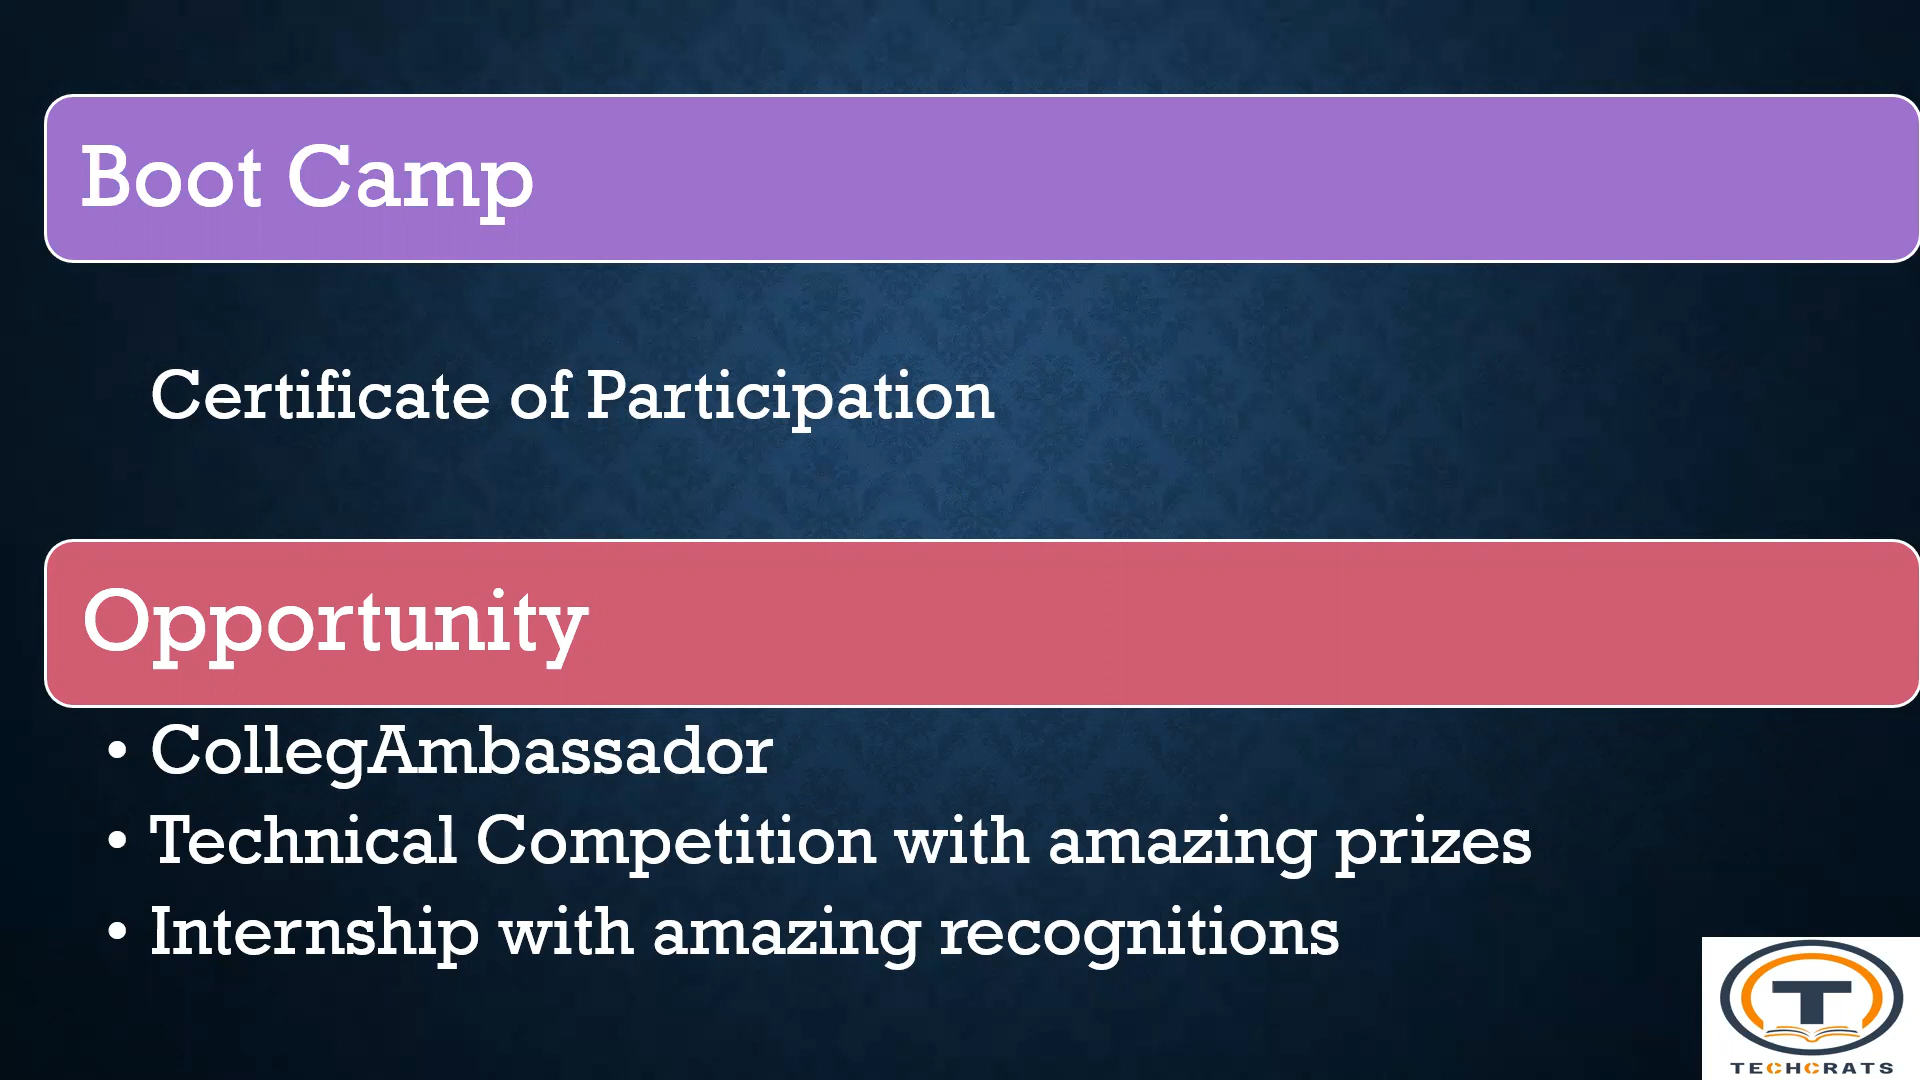 Boot Camp
Certificate of Participation
Opportunity
• CollegAmbassador
• Technical Competition with amazing prizes
• Internship with amazing recognitions
T
TECHCRATS